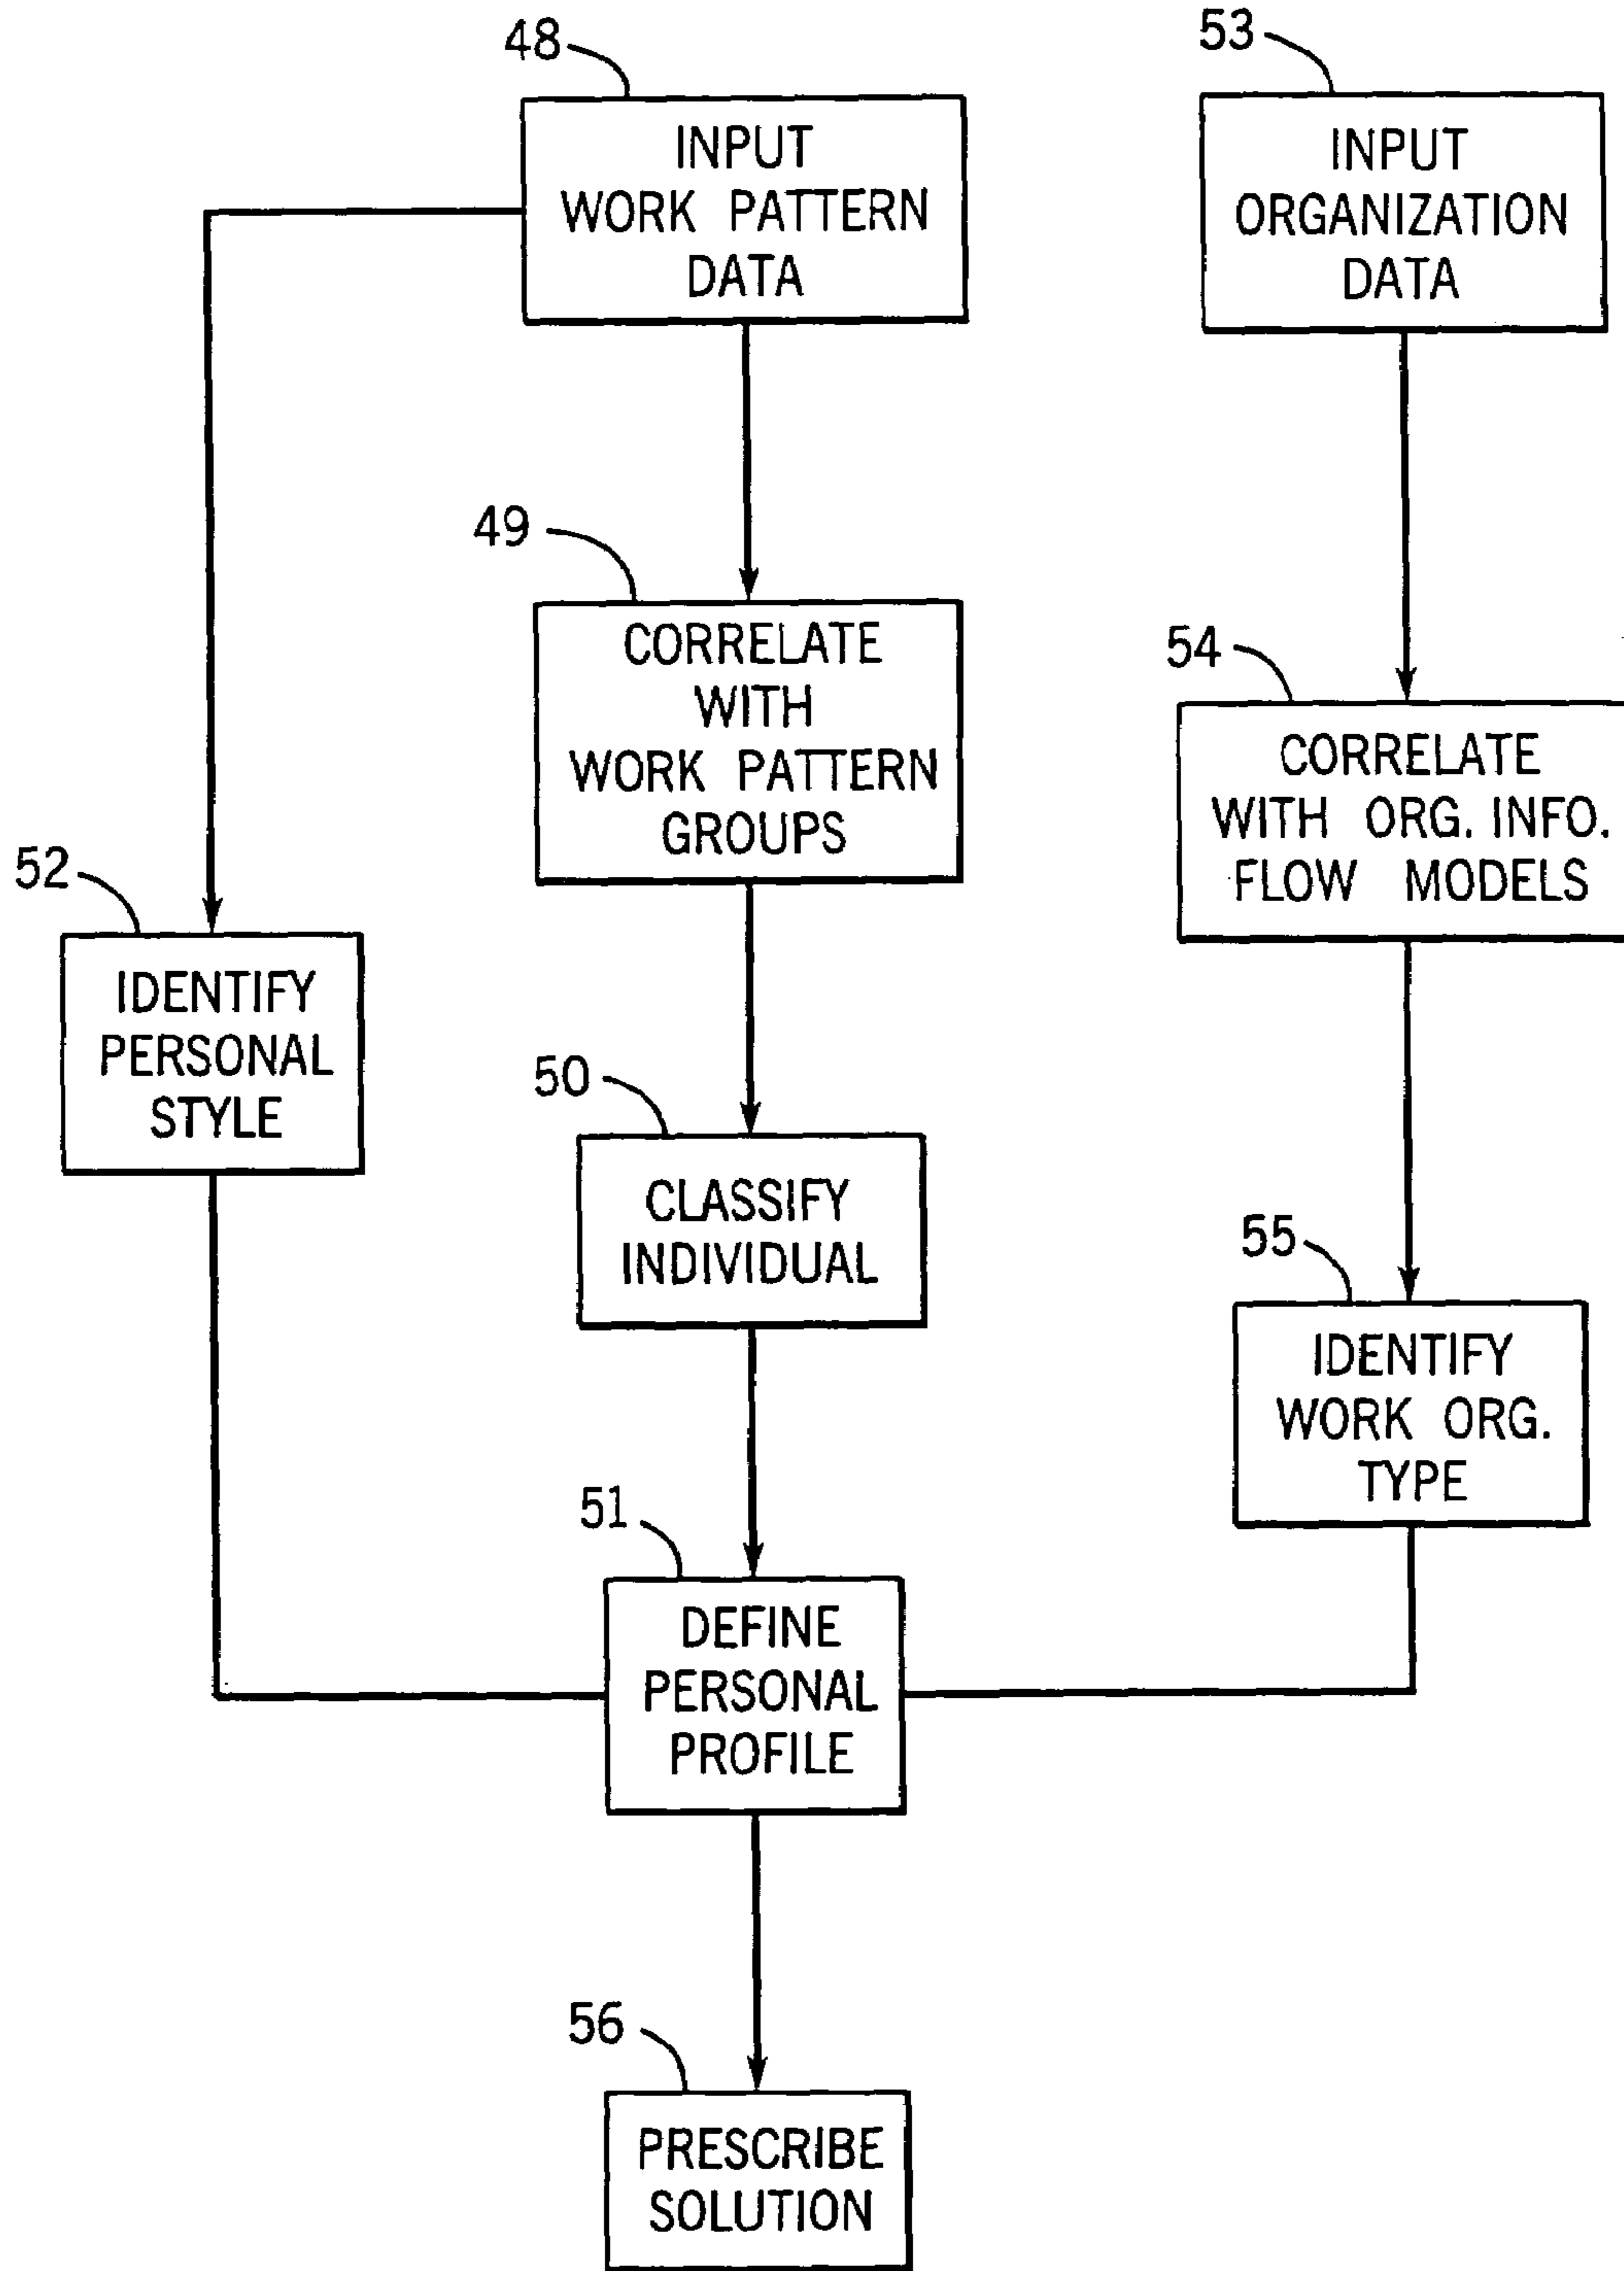 48
INPUT
WORK PATTERN
DATA
53
INPUT
ORGANIZATION
DATA
49
CORRELATE
WITH
WORK PATTERN
GROUPS
54
CORRELATE
WITH ORG. INFO.
FLOW MODELS
52
IDENTIFY
PERSONAL
STYLE
50
CLASSIFY
INDIVIDUAL
55
IDENTIFY
WORK ORG.
TYPE
51
DEFINE
PERSONAL
PROFILE
56
PRESCRIBE
SOLUTION